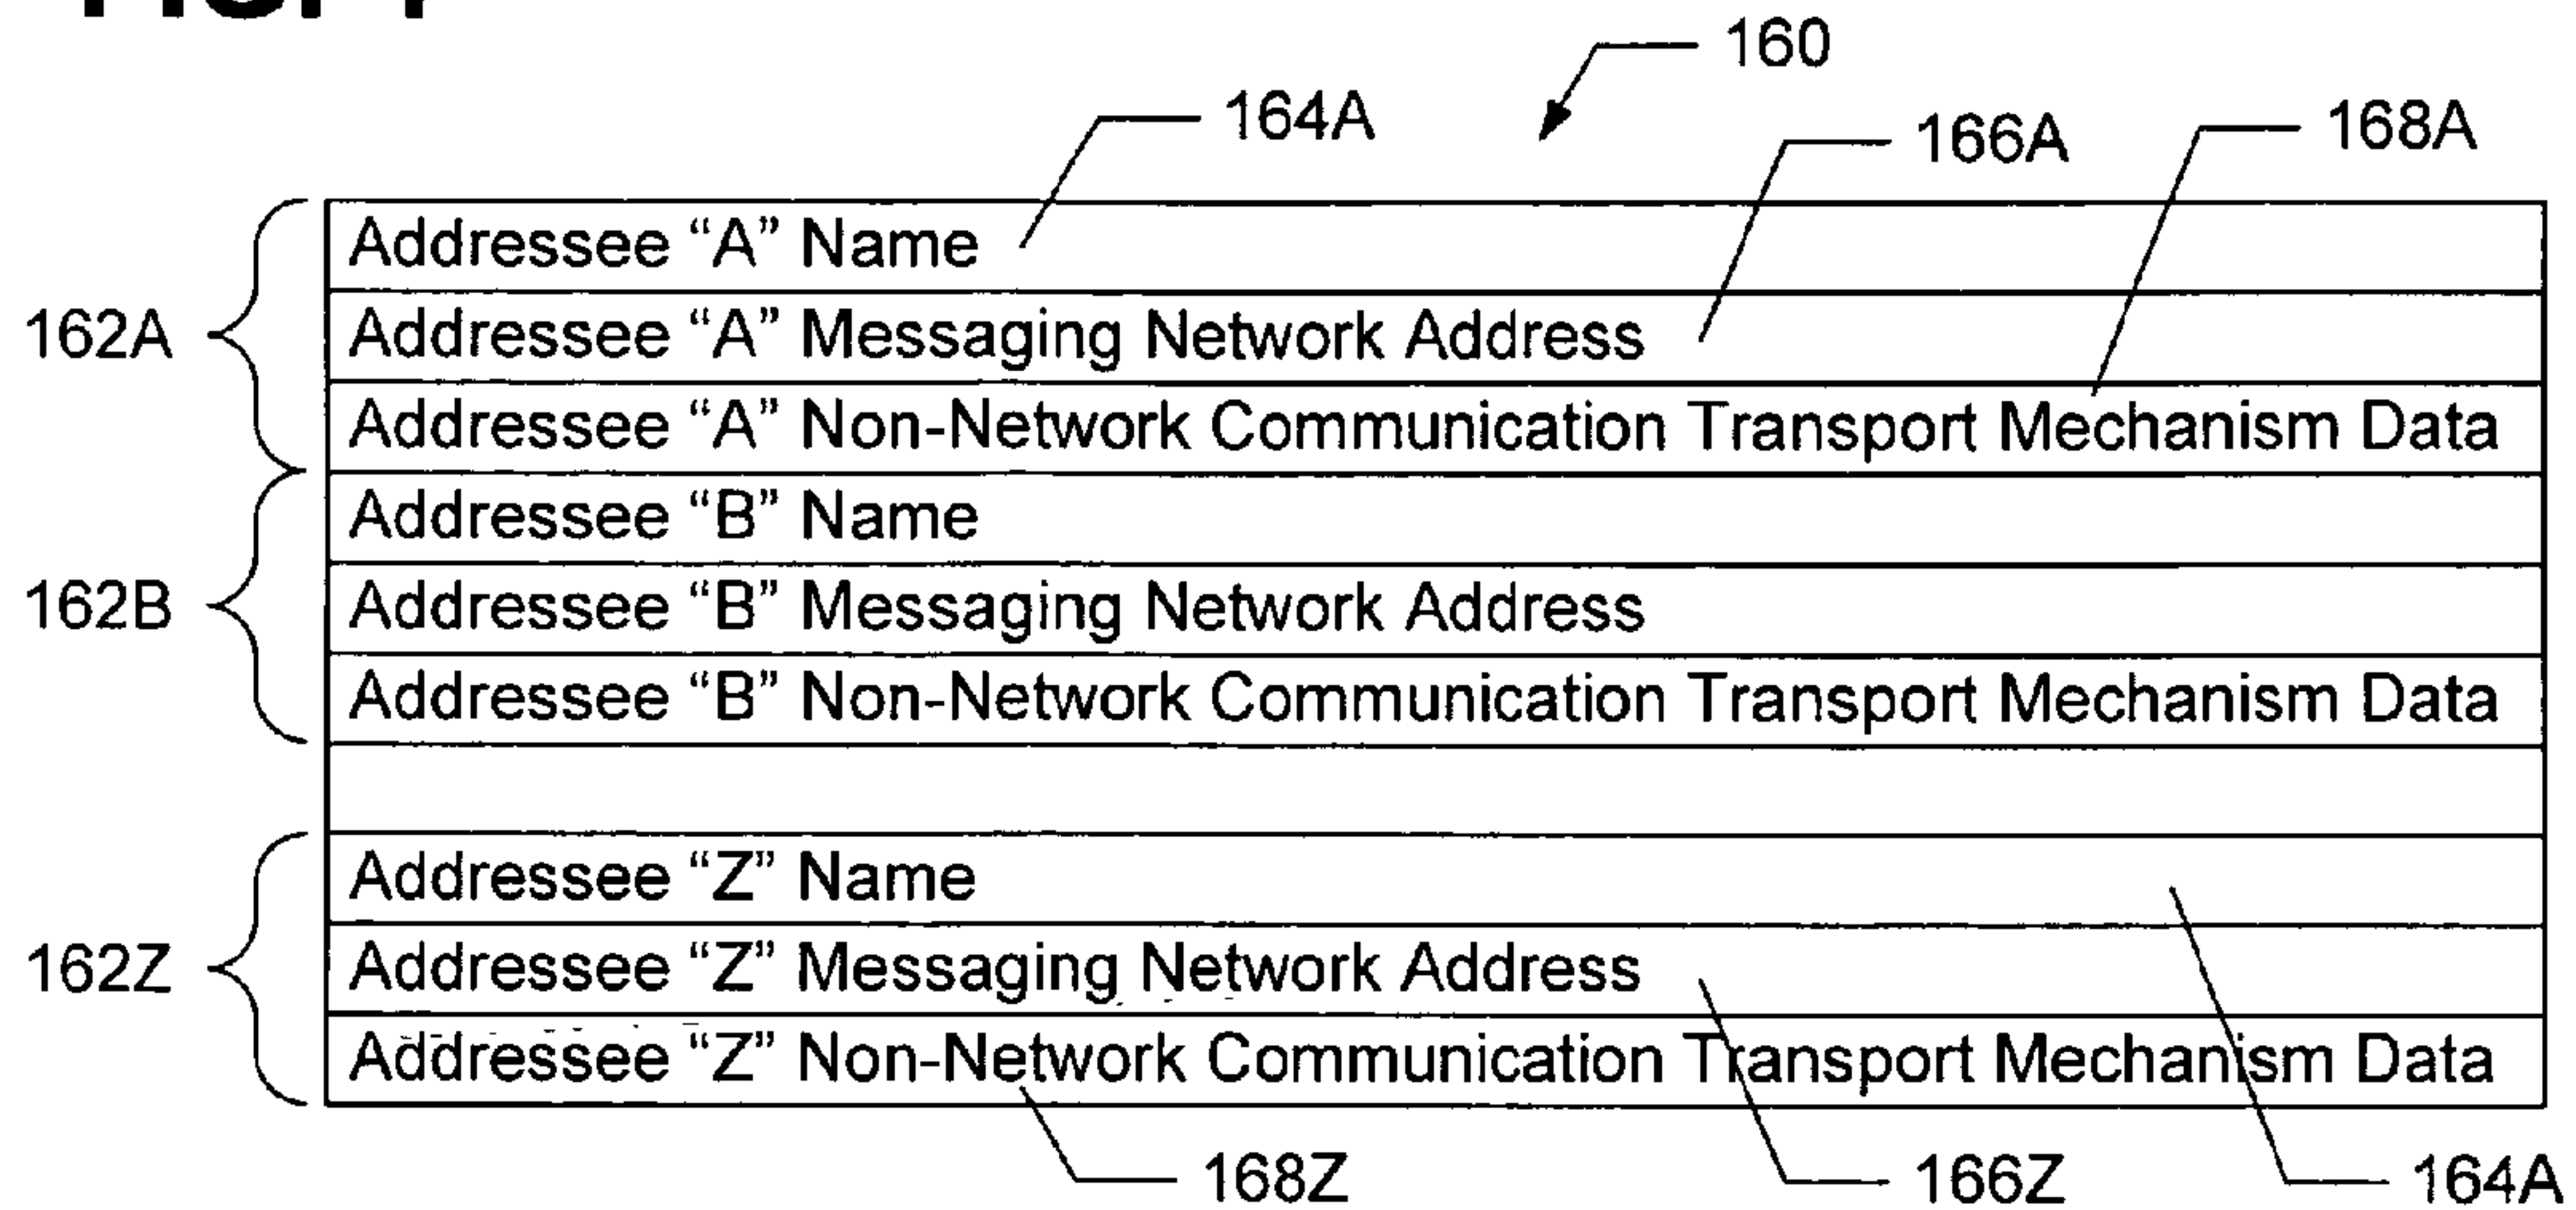 160
164A
166A
168A
Addressee “A” Name
162A
Addressee “A” Messaging Network Address
Addressee “A” Non-Network Communication Transport Mechanism Data
Addressee “B” Name
162B
Addressee “B” Messaging Network Address
Addressee “B” Non-Network Communication Transport Mechanism Data
Addressee “Z” Name
162Z
Addressee “Z” Messaging Network Address
Addressee “Z” Non-Network Communication Transport Mechanism Data
168Z
166Z
164A